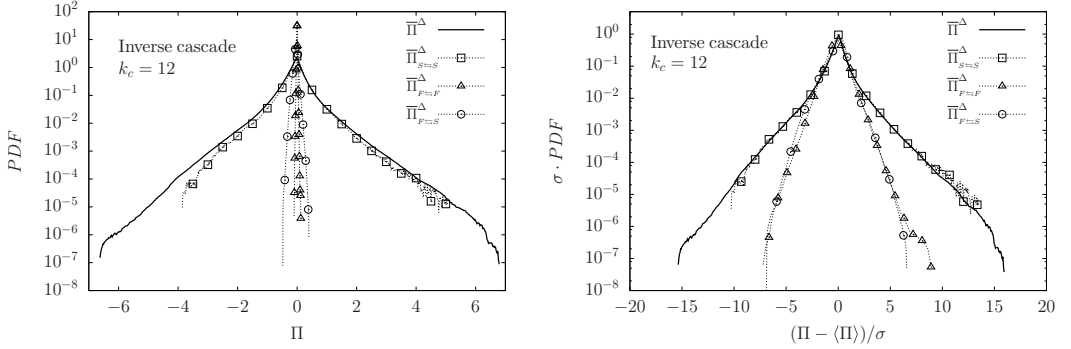 Inverse cascade
k_c = 12
Π̅^Δ
Π̅^Δ_{S⇆S}
Π̅^Δ_{F⇆F}
Π̅^Δ_{F⇆S}
PDF
10^2
10^1
10^0
10^−1
10^−2
10^−3
10^−4
10^−5
10^−6
10^−7
10^−8
−6 −4 −2 0 2 4 6
Π
Inverse cascade
k_c = 12
Π̅^Δ
Π̅^Δ_{S⇆S}
Π̅^Δ_{F⇆F}
Π̅^Δ_{F⇆S}
σ · PDF
10^0
10^−1
10^−2
10^−3
10^−4
10^−5
10^−6
10^−7
10^−8
−20 −15 −10 −5 0 5 10 15 20
(Π − ⟨Π⟩)/σ